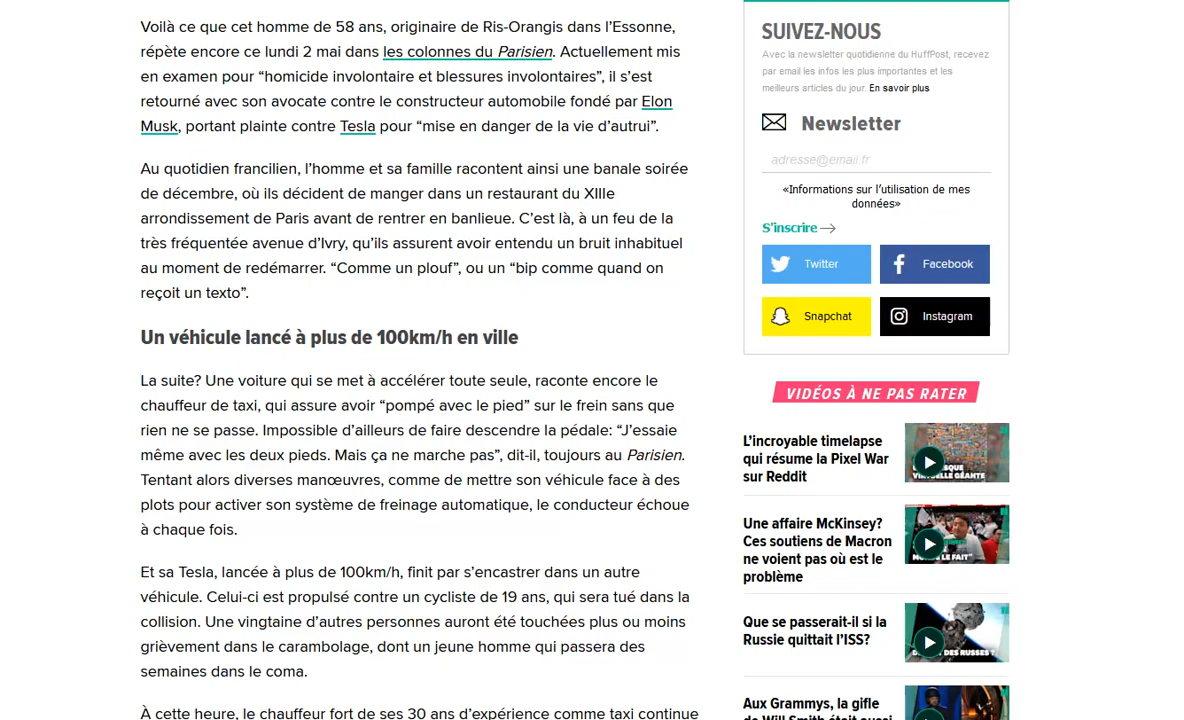 Voilà ce que cet homme de 58 ans, originaire de Ris-Orangis dans l’Essonne,
répète encore ce lundi 2 mai dans les colonnes du Parisien. Actuellement mis
en examen pour “homicide involontaire et blessures involontaires”, il s’est
retourné avec son avocate contre le constructeur automobile fondé par Elon
Musk, portant plainte contre Tesla pour “mise en danger de la vie d’autrui”.
Au quotidien francilien, l’homme et sa famille racontent ainsi une banale soirée
de décembre, où ils décident de manger dans un restaurant du XIIIe
arrondissement de Paris avant de rentrer en banlieue. C’est là, à un feu de la
très fréquentée avenue d’Ivry, qu’ils assurent avoir entendu un bruit inhabituel
au moment de redémarrer. “Comme un plouf”, ou un “bip comme quand on
reçoit un texto”.
Un véhicule lancé à plus de 100km/h en ville
La suite? Une voiture qui se met à accélérer toute seule, raconte encore le
chauffeur de taxi, qui assure avoir “pompé avec le pied” sur le frein sans que
rien ne se passe. Impossible d’ailleurs de faire descendre la pédale: “J’essaie
même avec les deux pieds. Mais ça ne marche pas”, dit-il, toujours au Parisien.
Tentant alors diverses manœuvres, comme de mettre son véhicule face à des
plots pour activer son système de freinage automatique, le conducteur échoue
à chaque fois.
Et sa Tesla, lancée à plus de 100km/h, finit par s’encastrer dans un autre
véhicule. Celui-ci est propulsé contre un cycliste de 19 ans, qui sera tué dans la
collision. Une vingtaine d’autres personnes auront été touchées plus ou moins
grièvement dans le carambolage, dont un jeune homme qui passera des
semaines dans le coma.
À cette heure, le chauffeur fort de ses 30 ans d’expérience comme taxi continue
SUIVEZ-NOUS
Avec la newsletter quotidienne du HuffPost, recevez
par email les infos les plus importantes et les
meilleurs articles du jour. En savoir plus
Newsletter
adresse@email.fr
«Informations sur l’utilisation de mes
données»
S’inscrire
Twitter
Facebook
Snapchat
Instagram
VIDÉOS À NE PAS RATER
L’incroyable timelapse
qui résume la Pixel War
sur Reddit
VIRTUELLE GÉANTE
Une affaire McKinsey?
Ces soutiens de Macron
ne voient pas où est le
problème
LE FAIT”
Que se passerait-il si la
Russie quittait l’ISS?
DES RUSSES ?
Aux Grammys, la gifle
de Will Smith était aussi